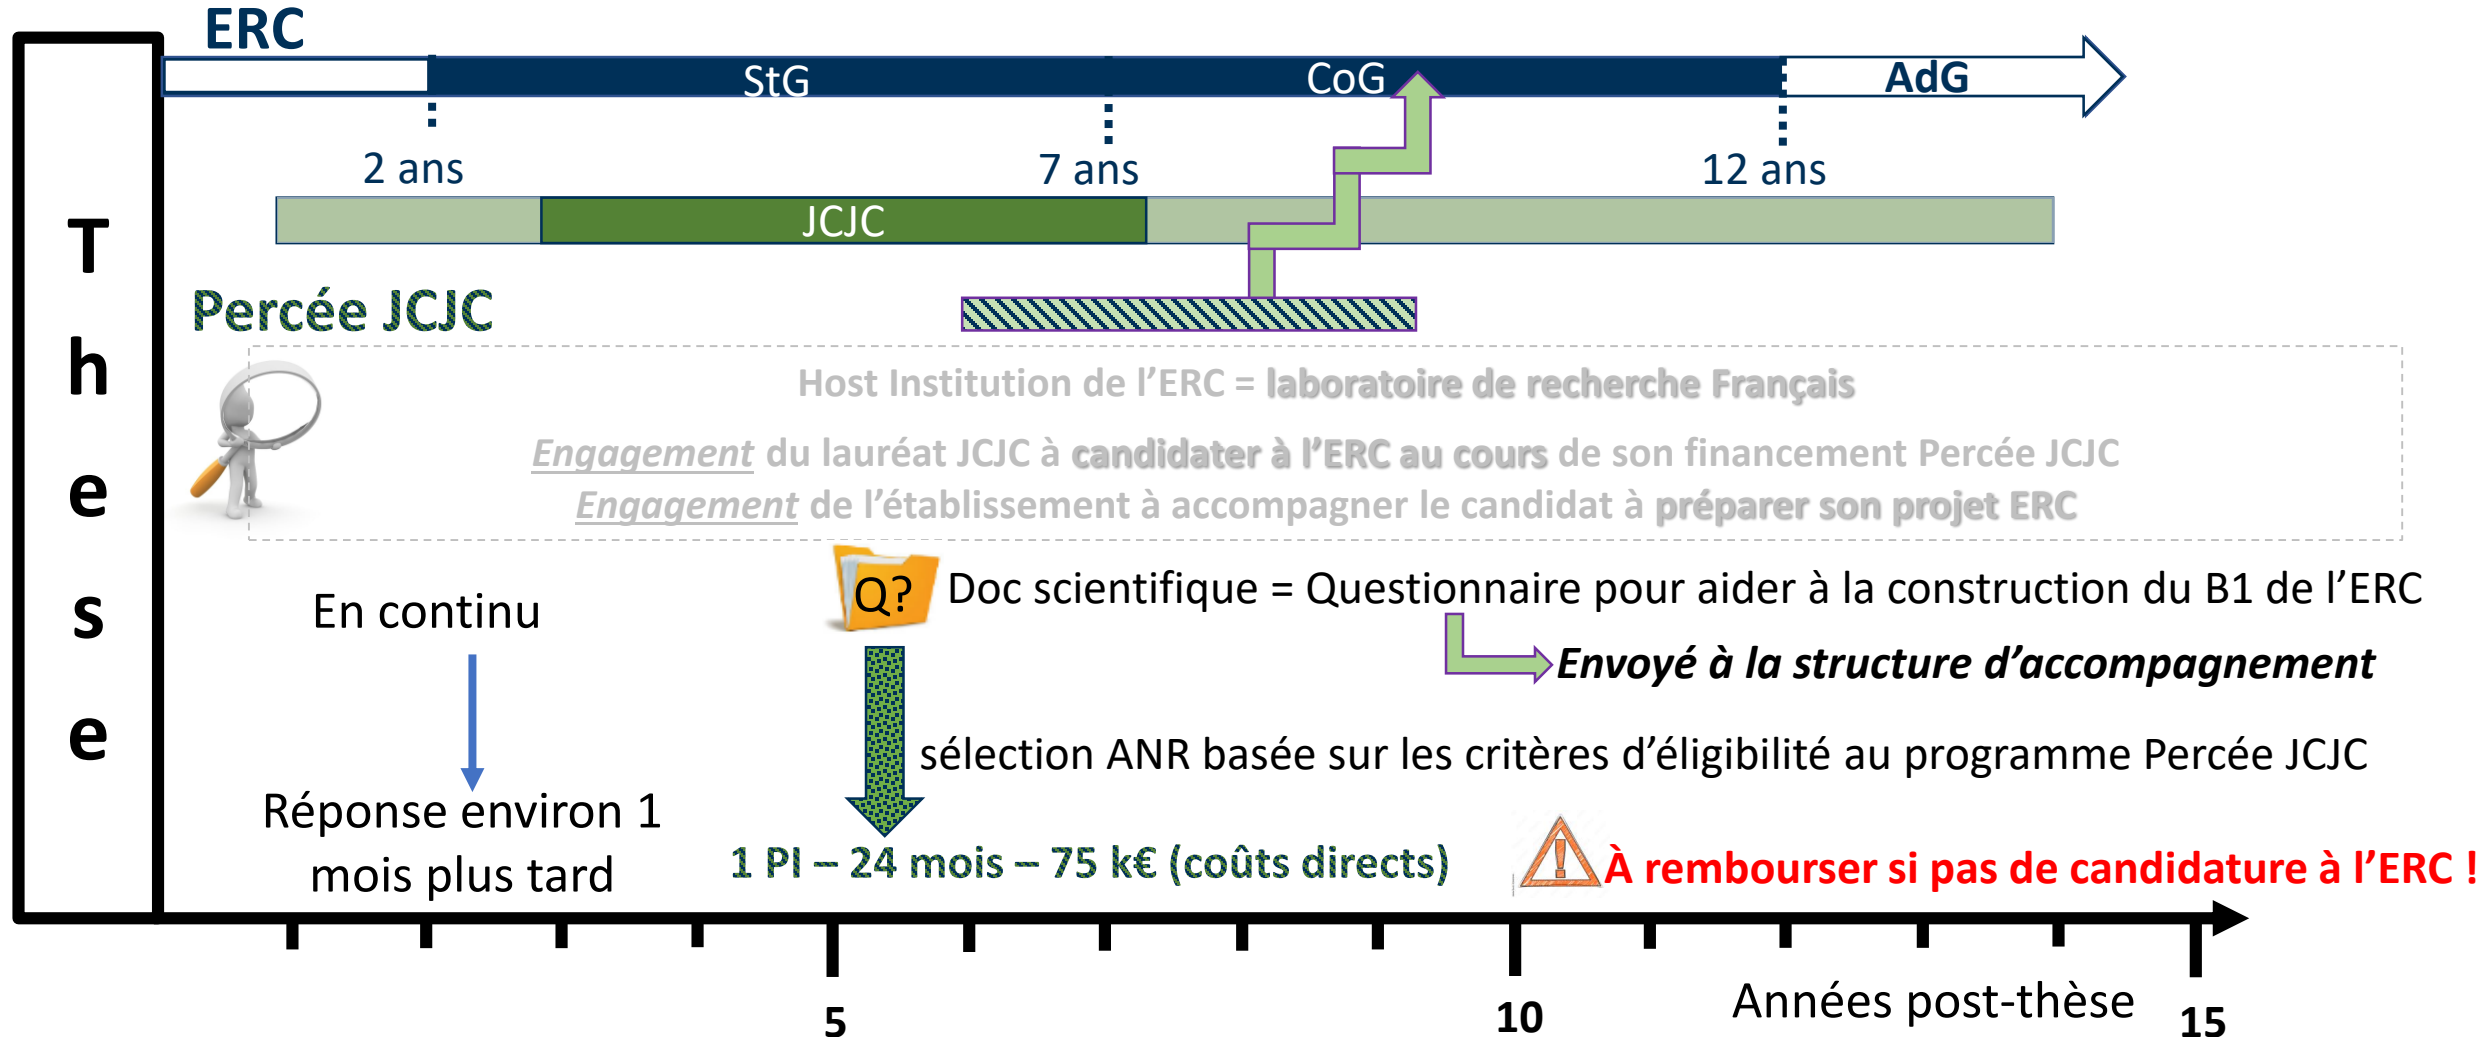 ERC
StG
CoG
AdG
2 ans
7 ans
12 ans
JCJC
Percée JCJC
These
Host Institution de l’ERC = laboratoire de recherche Français
Engagement du lauréat JCJC à candidater à l’ERC au cours de son financement Percée JCJC
Engagement de l’établissement à accompagner le candidat à préparer son projet ERC
En continu
Réponse environ 1
mois plus tard
Q?
Doc scientifique = Questionnaire pour aider à la construction du B1 de l’ERC
Envoyé à la structure d’accompagnement
sélection ANR basée sur les critères d’éligibilité au programme Percée JCJC
1 PI – 24 mois – 75 k€ (coûts directs)
À rembourser si pas de candidature à l’ERC !
5
10
Années post-thèse
15